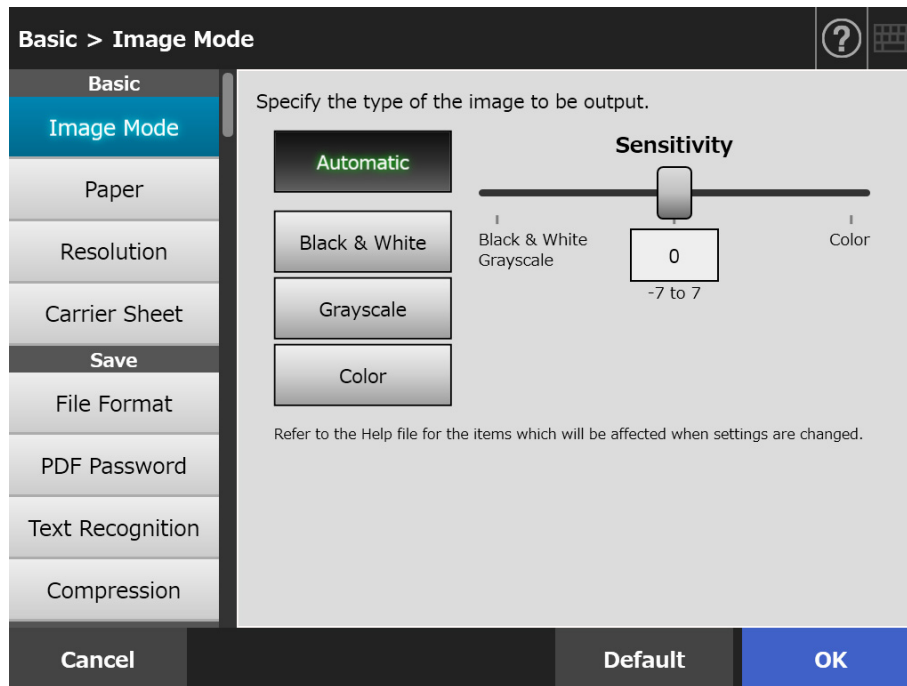 Basic > Image Mode
?
Basic
Image Mode
Paper
Resolution
Carrier Sheet
Save
File Format
PDF Password
Text Recognition
Compression
Specify the type of the image to be output.
Automatic
Black & White
Grayscale
Color
Sensitivity
Black & White
Grayscale
0
-7 to 7
Color
Refer to the Help file for the items which will be affected when settings are changed.
Cancel
Default
OK